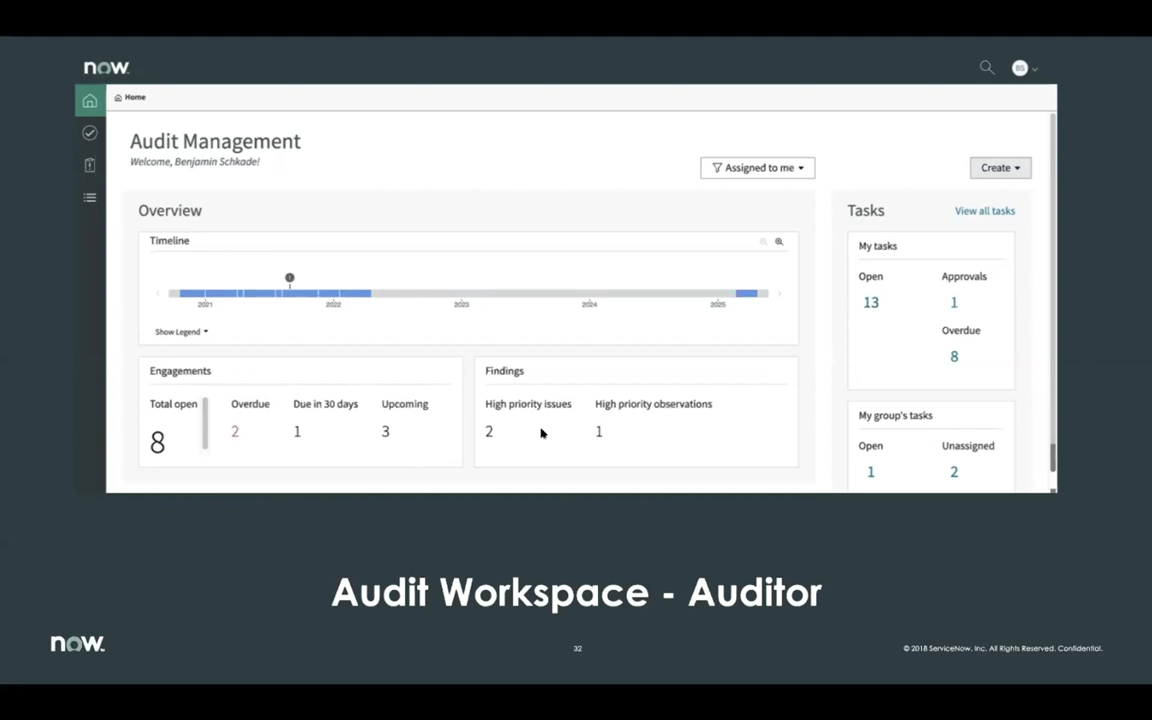 now.
BS
Home
Audit Management
Welcome, Benjamin Schkade!
Assigned to me
Create
Overview
Timeline
2021 2022 2023 2024 2025
Show Legend
Engagements
Total open Overdue Due in 30 days Upcoming
8 2 1 3
Findings
High priority issues High priority observations
2 1
Tasks View all tasks
My tasks
Open Approvals
13 1
Overdue
8
My group's tasks
Open Unassigned
1 2
Audit Workspace - Auditor
now.
32
© 2018 ServiceNow, Inc. All Rights Reserved. Confidential.